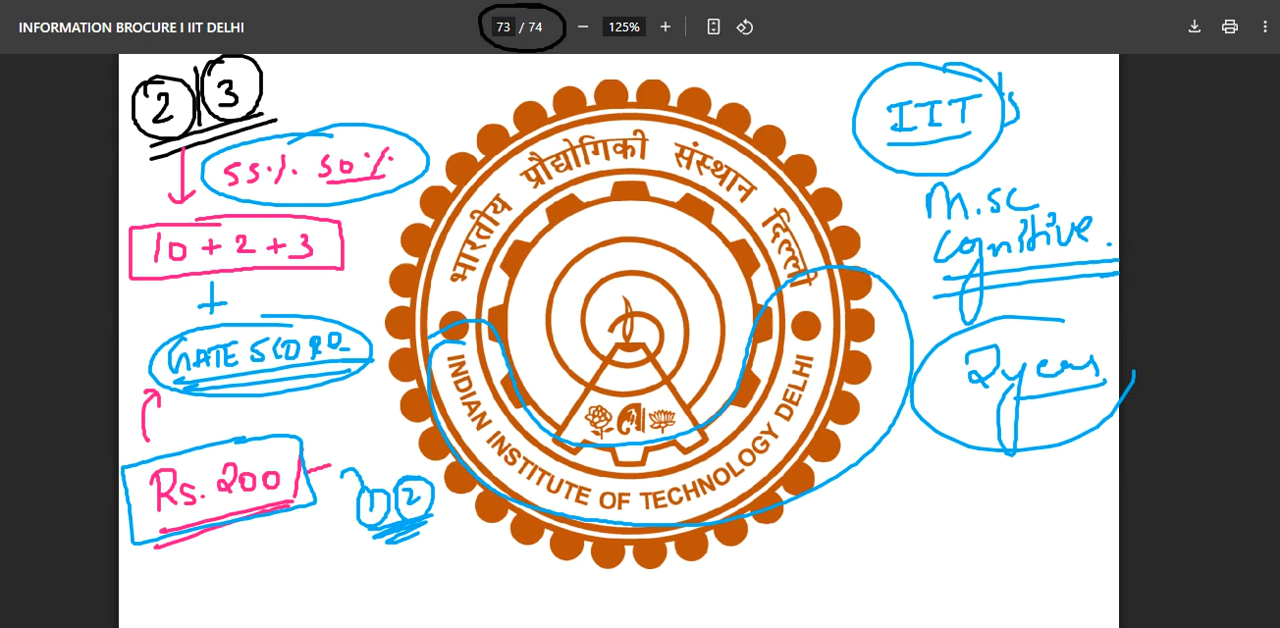 INFORMATION BROCURE I IIT DELHI
73 / 74
125%
2 3
55% 50%
10 + 2 + 3
+
GATE SCORD
Rs. 200
1 2
भारतीय प्रौद्योगिकी संस्थान दिल्ली
INDIAN INSTITUTE OF TECHNOLOGY DELHI
IIT's
M.sc
Cognitive.
2 years